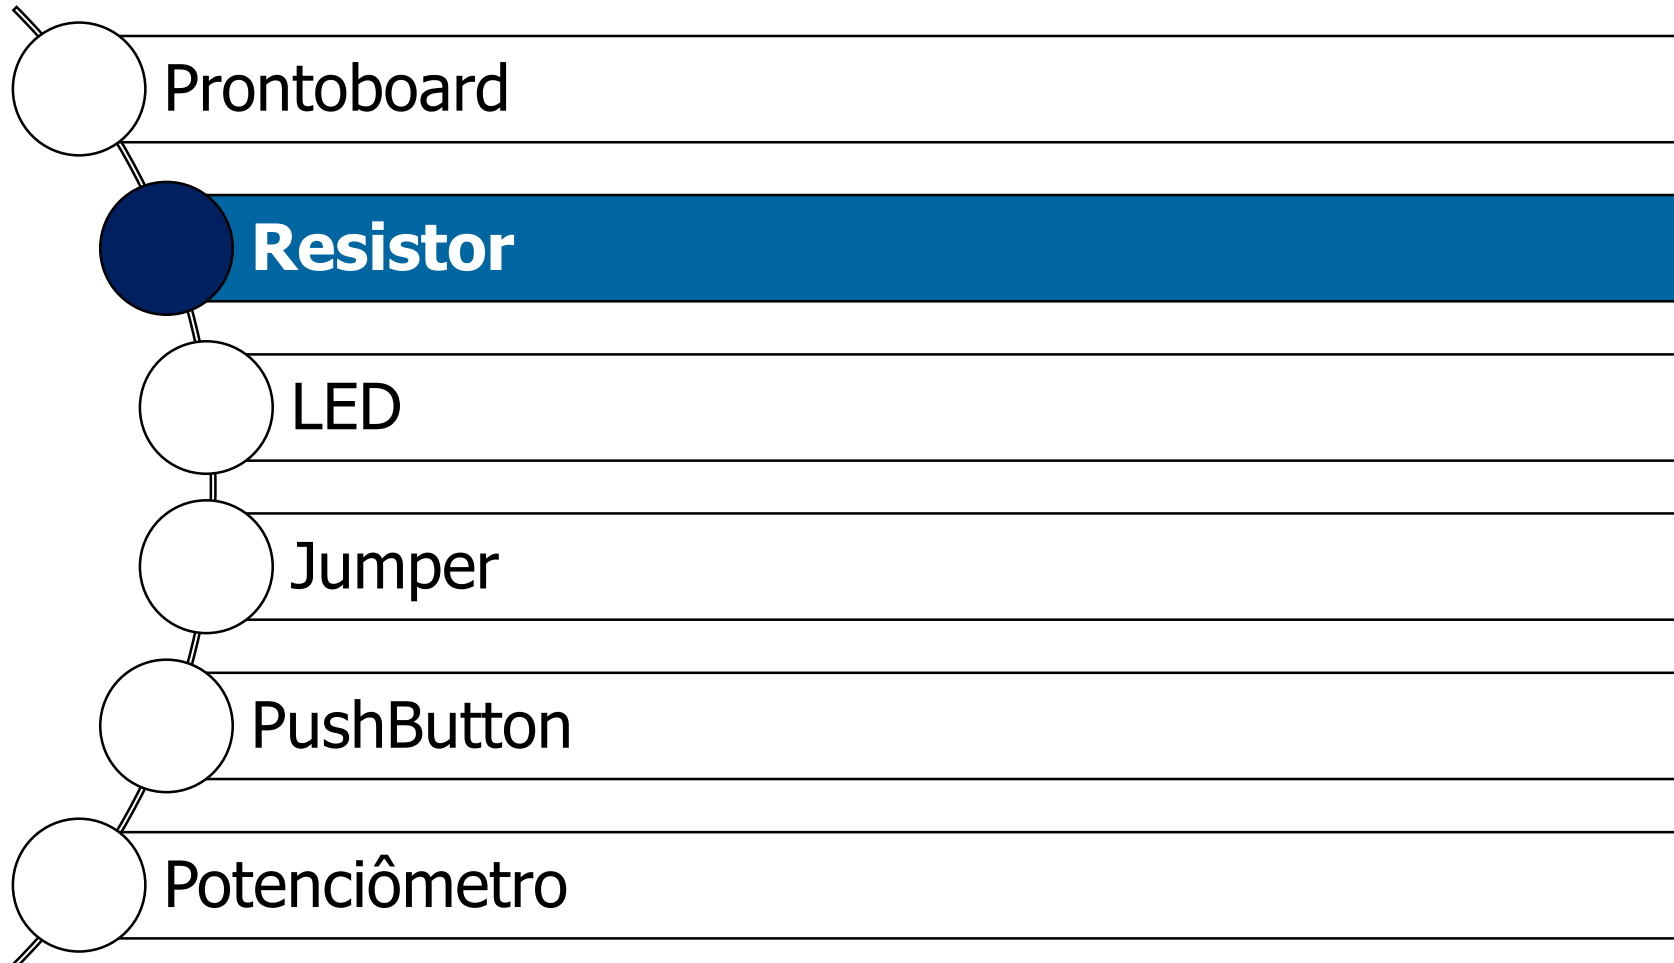 Prontoboard
Resistor
LED
Jumper
PushButton
Potenciômetro